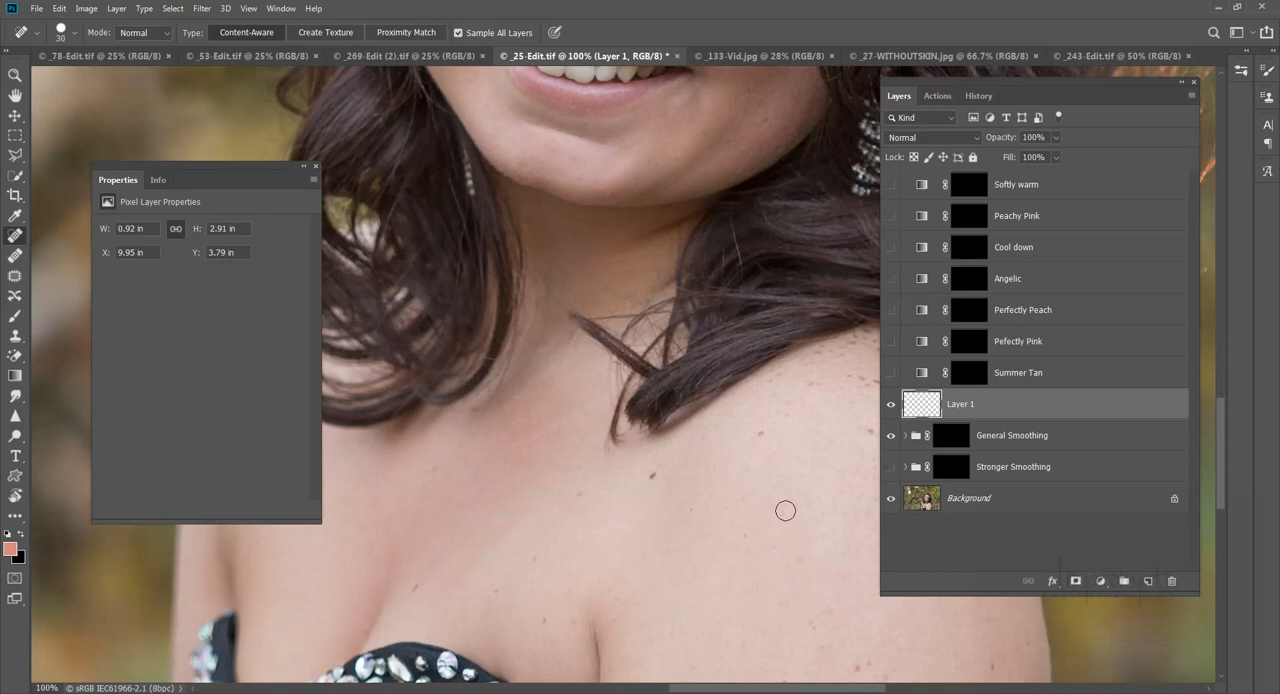 Ps File Edit Image Layer Type Select Filter 3D View Window Help
30 Mode: Normal Type: Content-Aware Create Texture Proximity Match Sample All Layers
© _78-Edit.tif @ 25% (RGB/8) × © _53-Edit.tif @ 25% (RGB/8) × © _269-Edit (2).tif @ 25% (RGB/8) × © _25-Edit.tif @ 100% (Layer 1, RGB/8) * × © _133-Vid.jpg @ 28% (RGB/8) × © _27-WITHOUTSKIN.jpg @ 66.7% (RGB/8) × © _243-Edit.tif @ 50% (RGB/8) ×
Properties Info
Pixel Layer Properties
W: 0.92 in H: 2.91 in
X: 9.95 in Y: 3.79 in
Layers Actions History
Kind
Normal Opacity: 100%
Lock: Fill: 100%
Softly warm
Peachy Pink
Cool down
Angelic
Perfectly Peach
Pefectly Pink
Summer Tan
Layer 1
General Smoothing
Stronger Smoothing
Background
fx
100% © sRGB IEC61966-2.1 (8bpc)